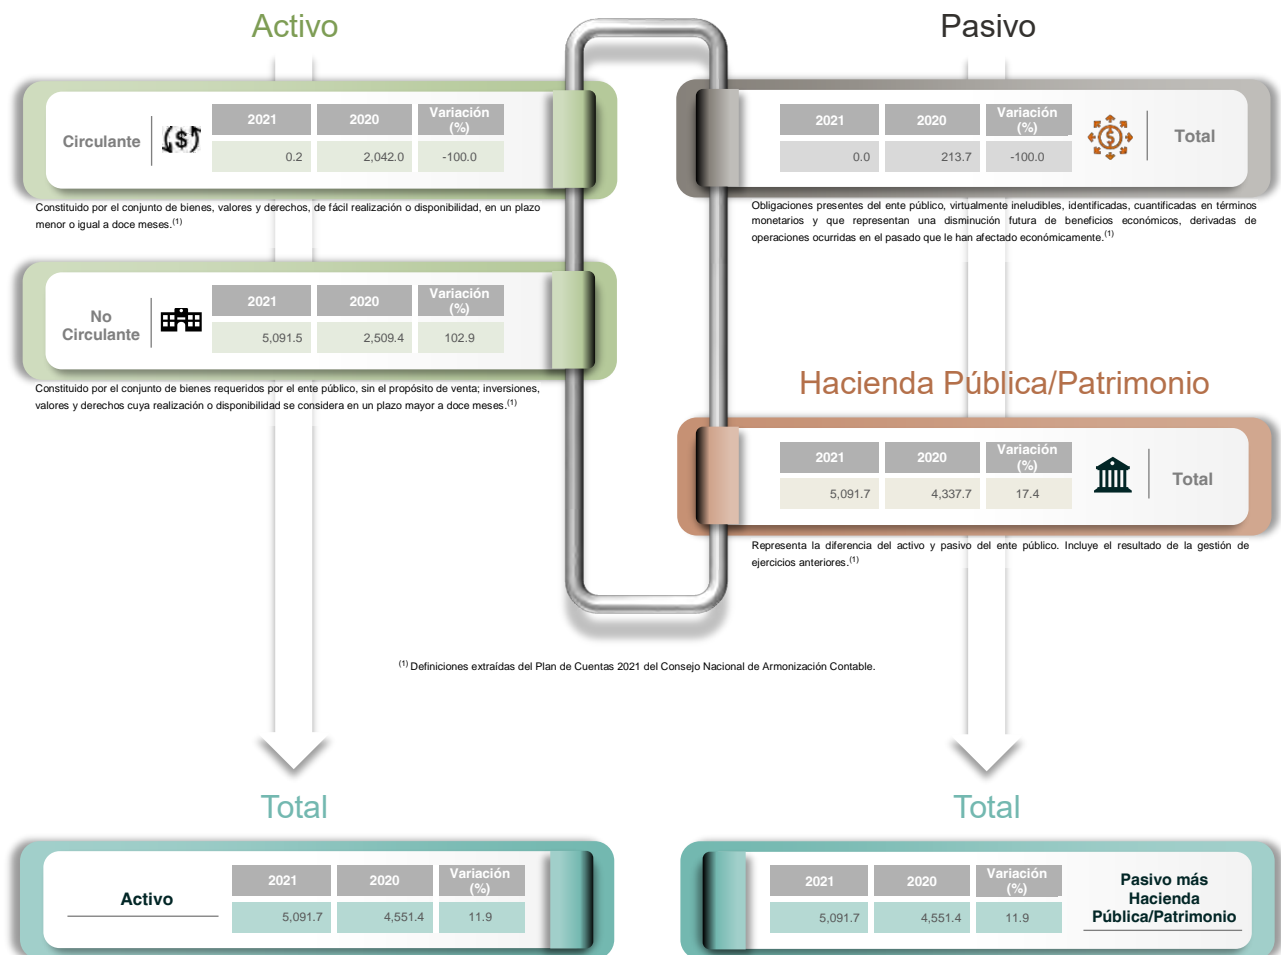 Activo
Circulante
2021 2020 Variación (%)
0.2 2,042.0 -100.0
Constituido por el conjunto de bienes, valores y derechos, de fácil realización o disponibilidad, en un plazo
menor o igual a doce meses.(1)
No
Circulante
2021 2020 Variación (%)
5,091.5 2,509.4 102.9
Constituido por el conjunto de bienes requeridos por el ente público, sin el propósito de venta; inversiones,
valores y derechos cuya realización o disponibilidad se considera en un plazo mayor a doce meses.(1)
Pasivo
2021 2020 Variación (%)
0.0 213.7 -100.0
Total
Obligaciones presentes del ente público, virtualmente ineludibles, identificadas, cuantificadas en términos
monetarios y que representan una disminución futura de beneficios económicos, derivadas de
operaciones ocurridas en el pasado que le han afectado económicamente.(1)
Hacienda Pública/Patrimonio
2021 2020 Variación (%)
5,091.7 4,337.7 17.4
Total
Representa la diferencia del activo y pasivo del ente público. Incluye el resultado de la gestión de
ejercicios anteriores.(1)
(1) Definiciones extraídas del Plan de Cuentas 2021 del Consejo Nacional de Armonización Contable.
Total
Activo
2021 2020 Variación (%)
5,091.7 4,551.4 11.9
Total
2021 2020 Variación (%)
5,091.7 4,551.4 11.9
Pasivo más
Hacienda
Pública/Patrimonio